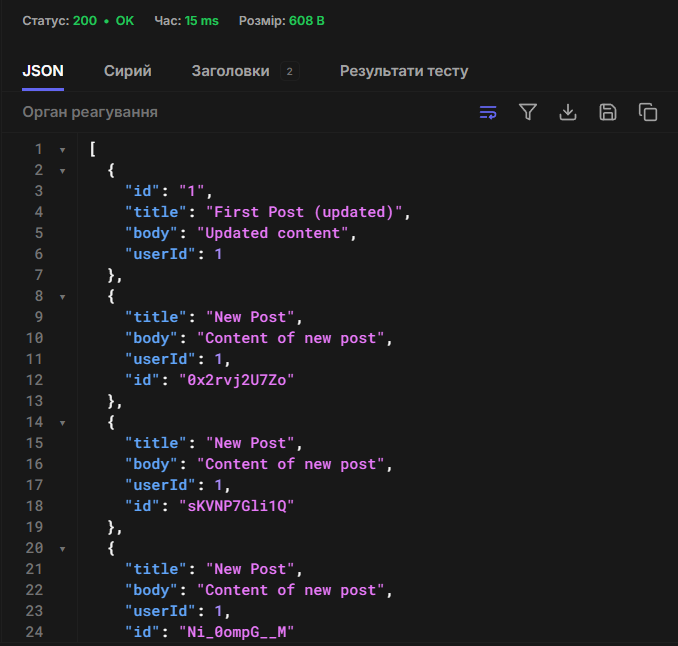 Статус: 200 • OK Час: 15 ms Розмір: 608 B
JSON Сирий Заголовки 2 Результати тесту
Орган реагування
1 [
2 {
3 "id": "1",
4 "title": "First Post (updated)",
5 "body": "Updated content",
6 "userId": 1
7 },
8 {
9 "title": "New Post",
10 "body": "Content of new post",
11 "userId": 1,
12 "id": "0x2rvj2U7Zo"
13 },
14 {
15 "title": "New Post",
16 "body": "Content of new post",
17 "userId": 1,
18 "id": "sKVNP7Gli1Q"
19 },
20 {
21 "title": "New Post",
22 "body": "Content of new post",
23 "userId": 1,
24 "id": "Ni_0ompG__M"